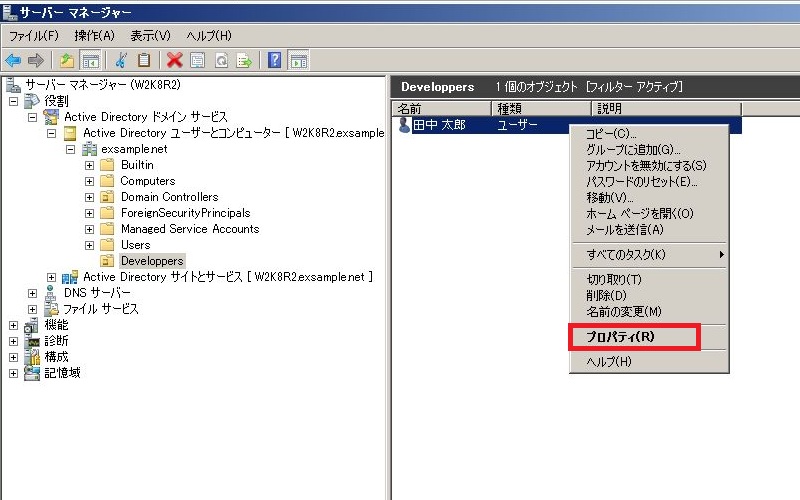 サーバー マネージャー
ファイル(F) 操作(A) 表示(V) ヘルプ(H)
サーバー マネージャー (W2K8R2)
役割
Active Directory ドメイン サービス
Active Directory ユーザーとコンピューター [ W2K8R2.exsample
exsample.net
Builtin
Computers
Domain Controllers
ForeignSecurityPrincipals
Managed Service Accounts
Users
Developpers
Active Directory サイトとサービス [ W2K8R2.exsample.net ]
DNS サーバー
ファイル サービス
機能
診断
構成
記憶域
Developpers 1 個のオブジェクト [フィルター アクティブ]
名前 種類 説明
田中 太郎 ユーザー
コピー(C)...
グループに追加(G)...
アカウントを無効にする(S)
パスワードのリセット(E)...
移動(V)...
ホーム ページを開く(O)
メールを送信(A)
すべてのタスク(K)
切り取り(T)
削除(D)
名前の変更(M)
プロパティ(R)
ヘルプ(H)